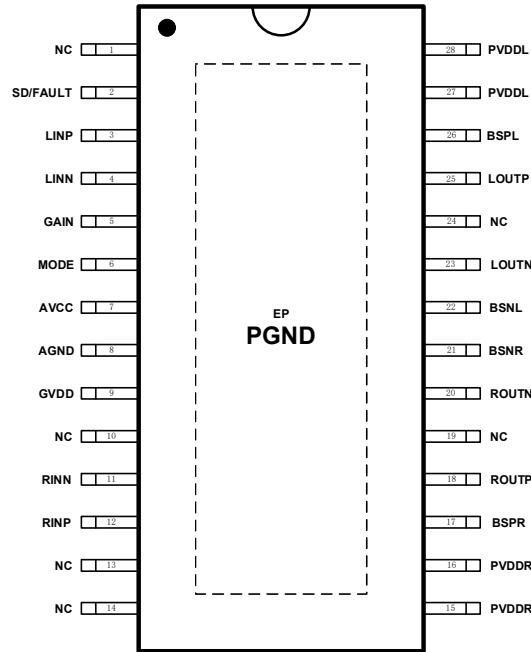 NC 1 28 PVDDL
SD/FAULT 2 27 PVDDL
LINP 3 26 BSPL
LINN 4 25 LOUTP
GAIN 5 24 NC
MODE 6 23 LOUTN
AVCC 7 22 BSNL
EP
PGND
AGND 8 21 BSNR
GVDD 9 20 ROUTN
NC 10 19 NC
RINN 11 18 ROUTP
RINP 12 17 BSPR
NC 13 16 PVDDR
NC 14 15 PVDDR